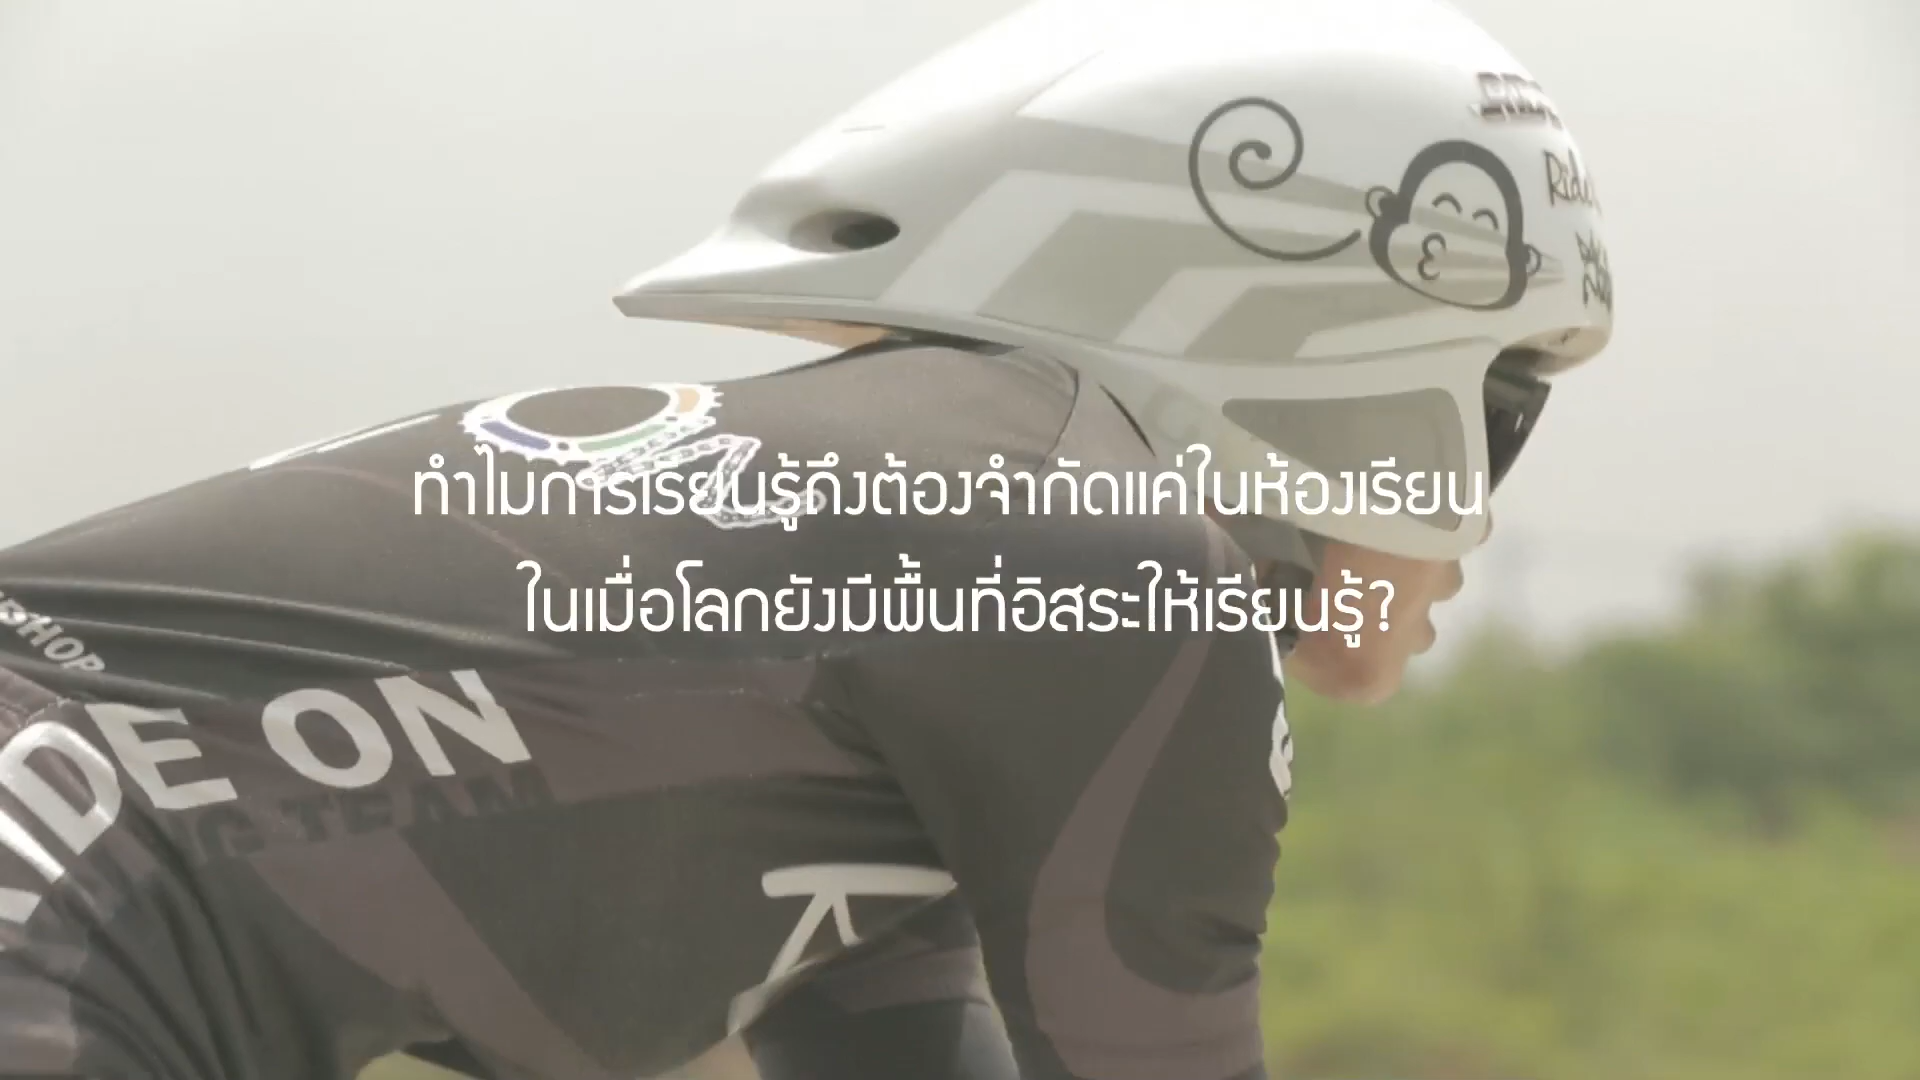 ทำไมการเรียนรู้ถึงต้องจำกัดแค่ในห้องเรียน
ในเมื่อโลกยังมีพื้นที่อิสระให้เรียนรู้?
RIDE ON
TEAM